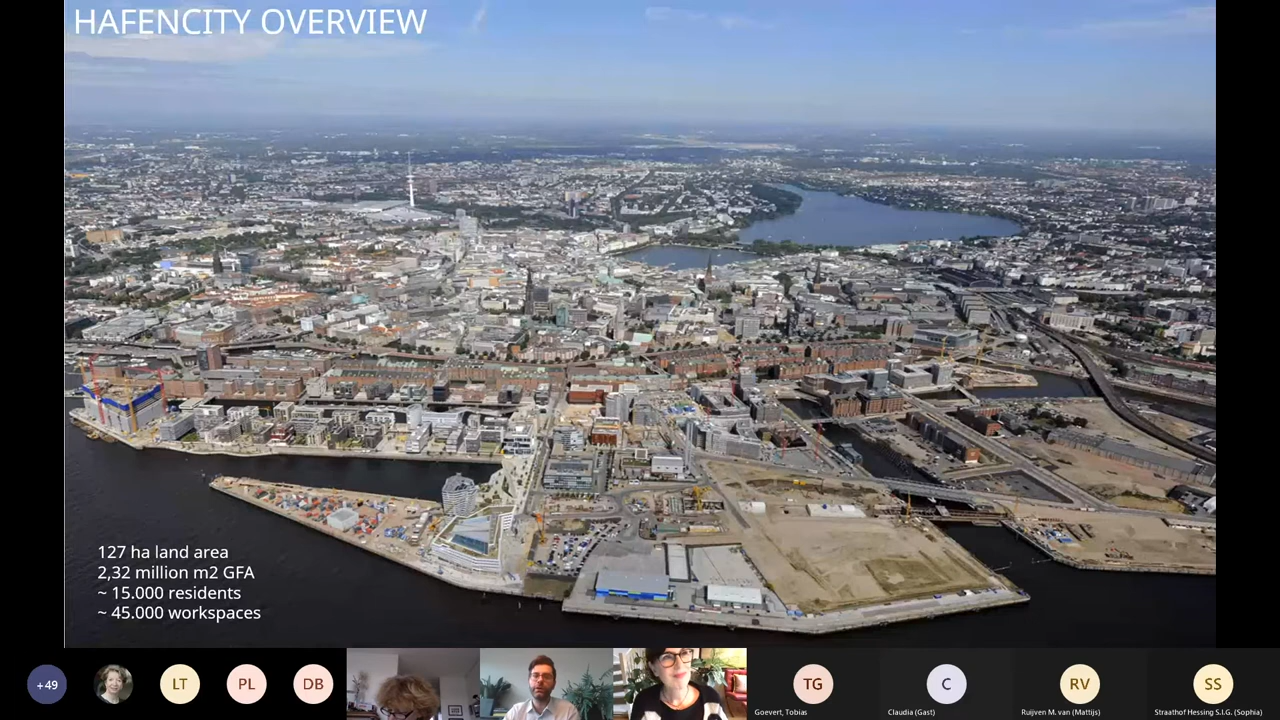 HAFENCITY OVERVIEW
127 ha land area
2,32 million m2 GFA
~ 15.000 residents
~ 45.000 workspaces
+49
LT
PL
DB
TG
C
RV
SS
Goevert, Tobias
Claudia (Gast)
Ruijven M. van (Mattijs)
Straathof Hessing S.I.G. (Sophia)